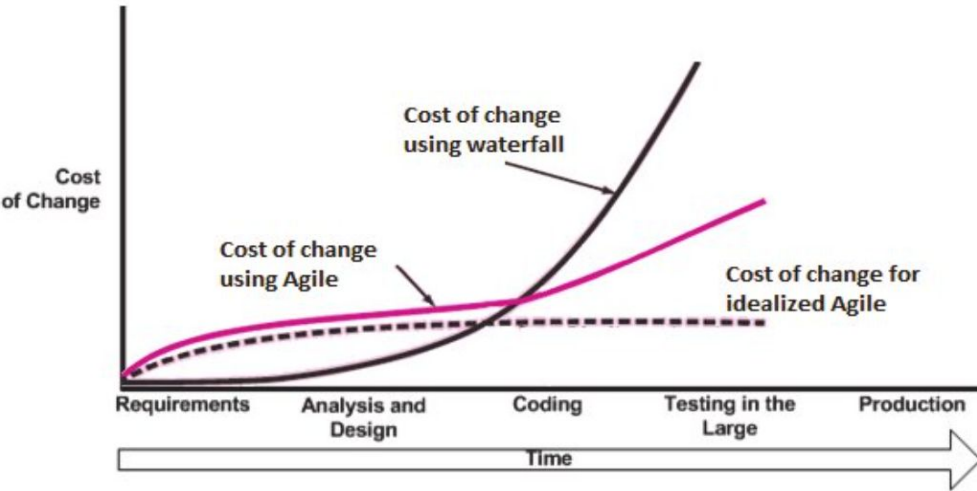 Cost of change
using waterfall
Cost
of Change
Cost of change
using Agile
Cost of change for
idealized Agile
Requirements
Analysis and
Design
Coding
Testing in the
Large
Production
Time